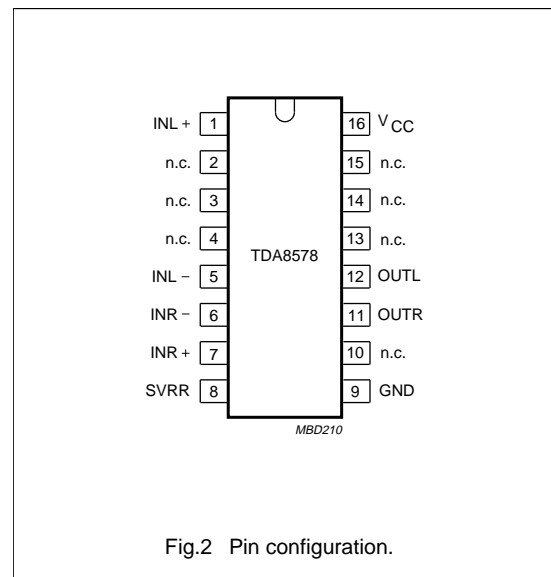 INL + 1
n.c. 2
n.c. 3
n.c. 4
INL − 5
INR − 6
INR + 7
SVRR 8
TDA8578
16 VCC
15 n.c.
14 n.c.
13 n.c.
12 OUTL
11 OUTR
10 n.c.
9 GND
MBD210
Fig.2 Pin configuration.